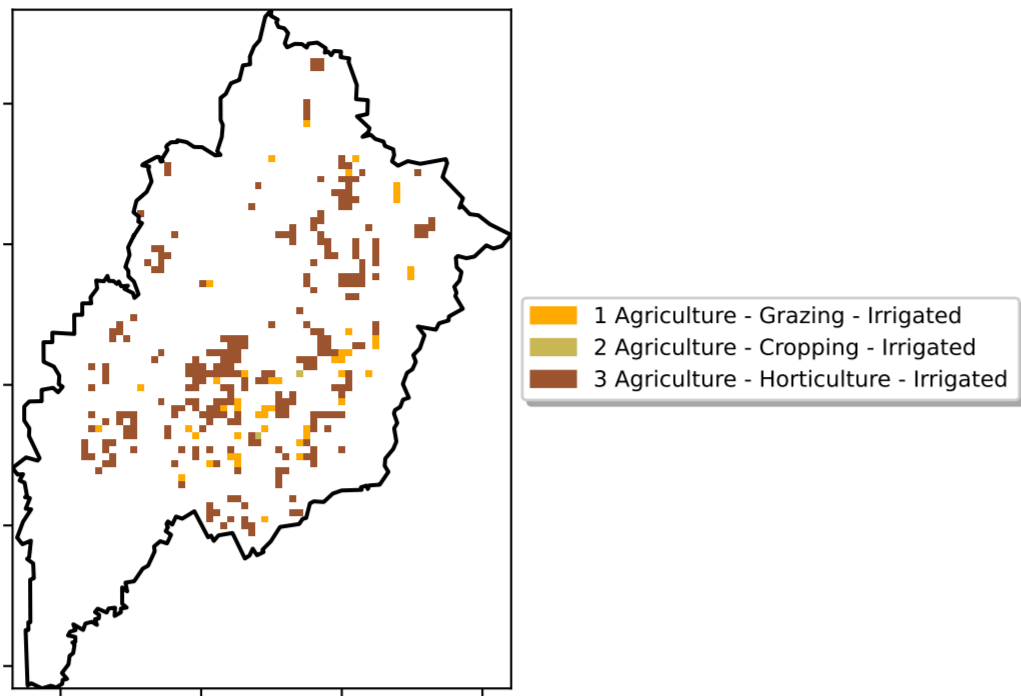 1 Agriculture - Grazing - Irrigated
2 Agriculture - Cropping - Irrigated
3 Agriculture - Horticulture - Irrigated